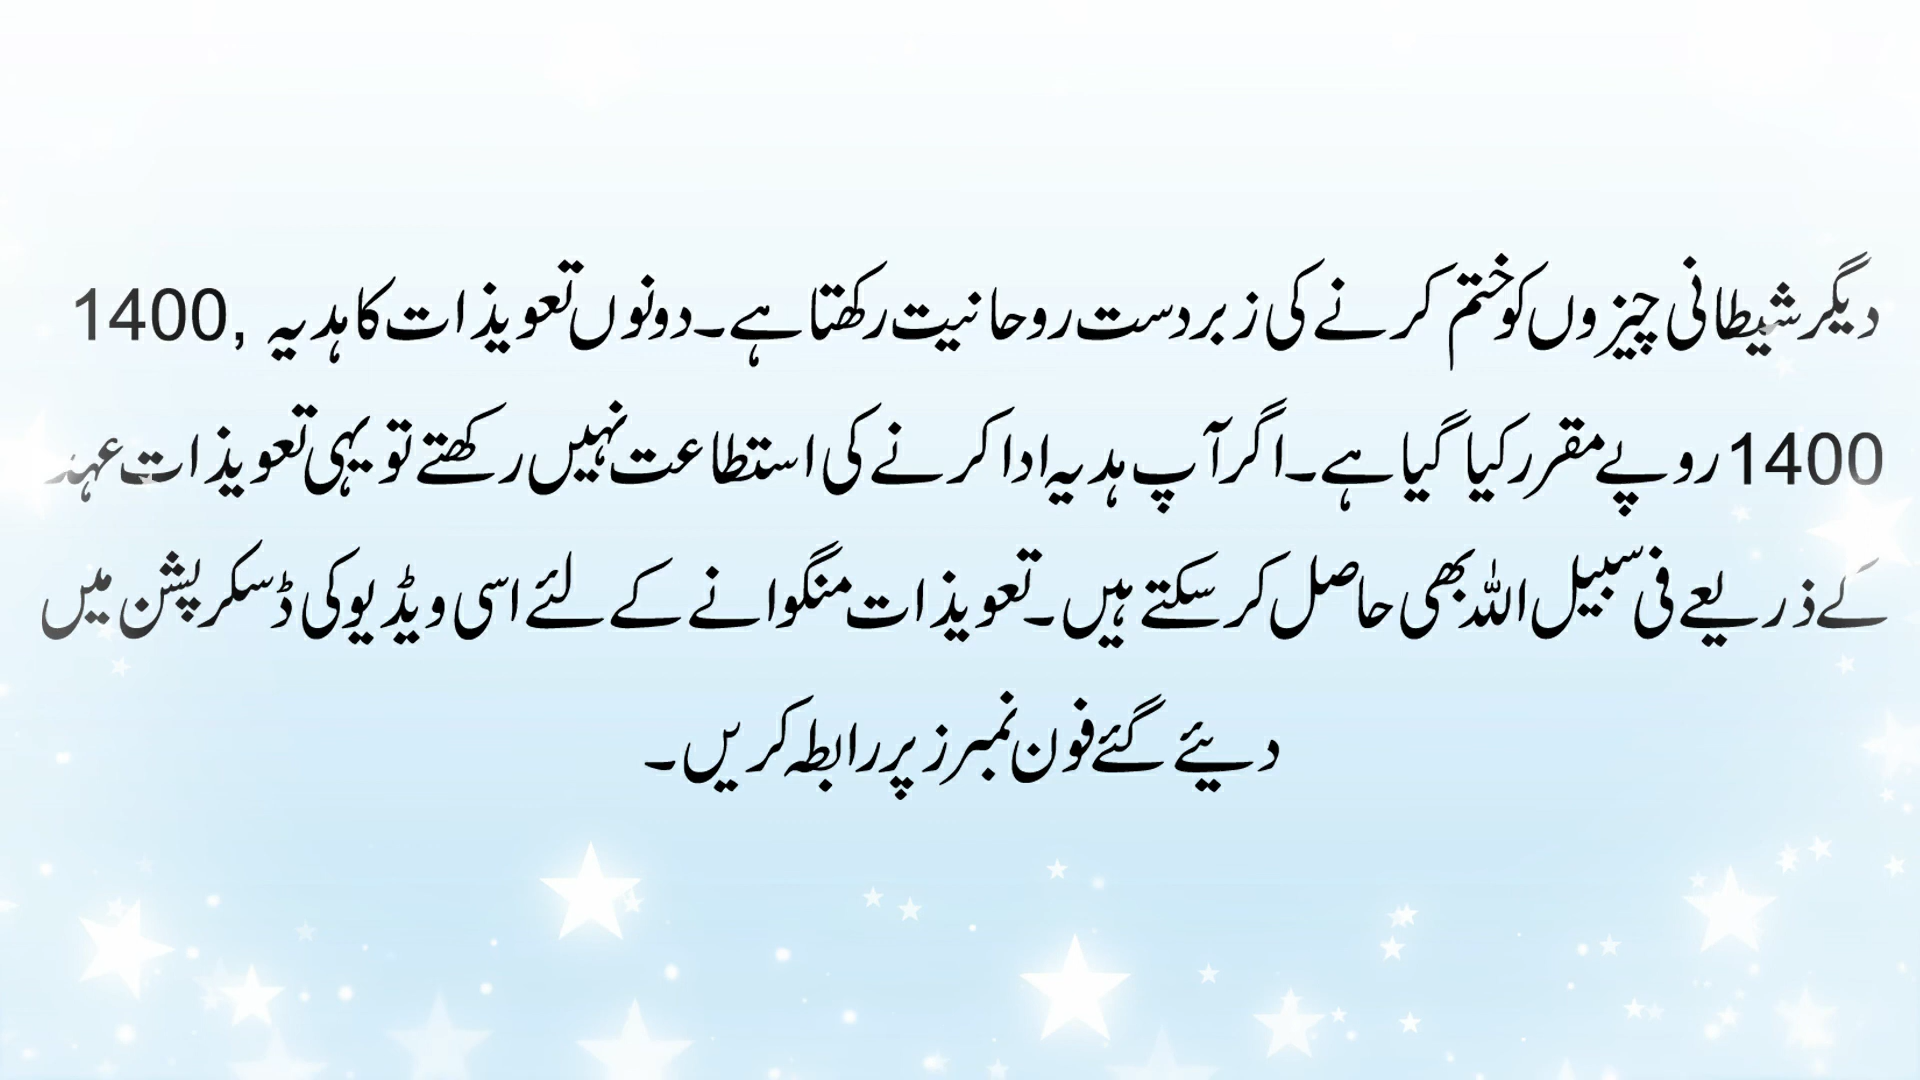 دیگر شیطانی چیزوں کو ختم کرنے کی زبردست روحانیت رکھتا ہے۔ دونوں تعویذات کا ہدیہ 1400,
1400 روپے مقرر کیا گیا ہے۔ اگر آپ ہدیہ ادا کرنے کی استطاعت نہیں رکھتے تو یہی تعویذات عہد
کے ذریعے فی سبیل اللہ بھی حاصل کر سکتے ہیں۔ تعویذات منگوانے کے لئے اسی ویڈیو کی ڈسکرپشن میں
دیئے گئے فون نمبرز پر رابطہ کریں۔